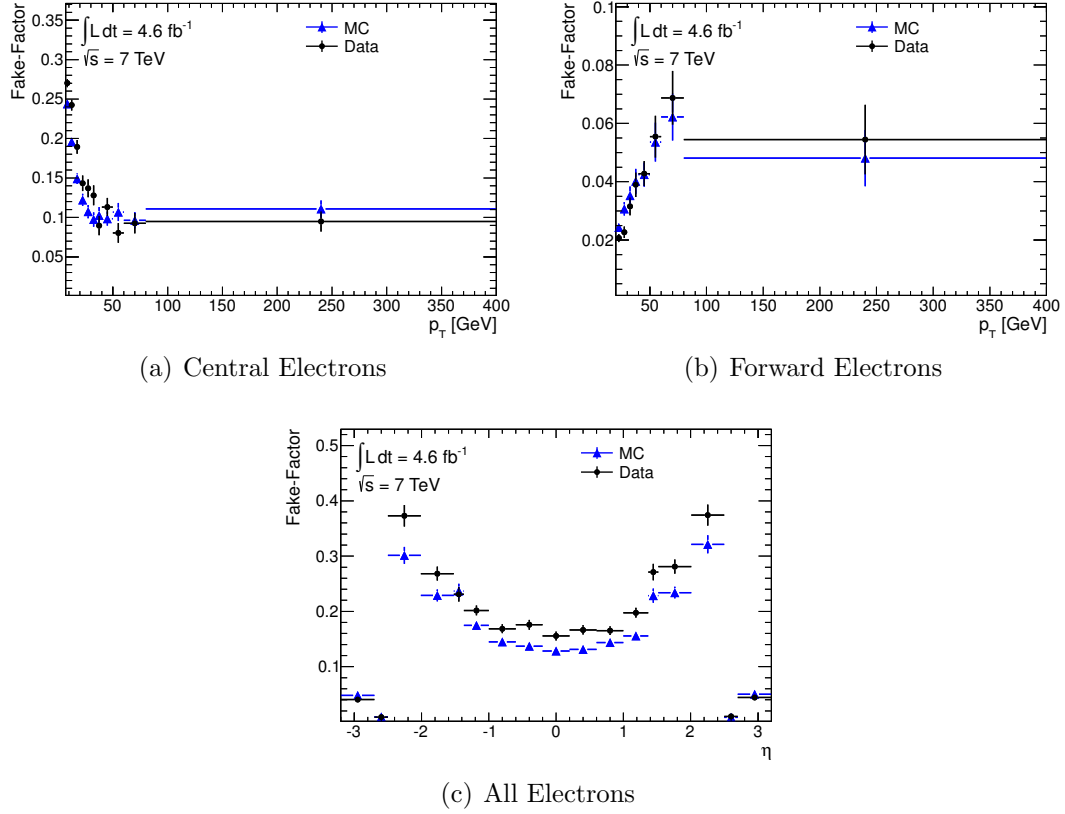 Fake-Factor
0.35
0.3
0.25
0.2
0.15
0.1
0.05
∫L dt = 4.6 fb⁻¹
√s = 7 TeV
MC
Data
50 100 150 200 250 300 350 400
p_T [GeV]
(a) Central Electrons
Fake-Factor
0.1
0.08
0.06
0.04
0.02
∫L dt = 4.6 fb⁻¹
√s = 7 TeV
MC
Data
50 100 150 200 250 300 350 400
p_T [GeV]
(b) Forward Electrons
Fake-Factor
0.5
0.4
0.3
0.2
0.1
∫L dt = 4.6 fb⁻¹
√s = 7 TeV
MC
Data
-3 -2 -1 0 1 2 3
η
(c) All Electrons